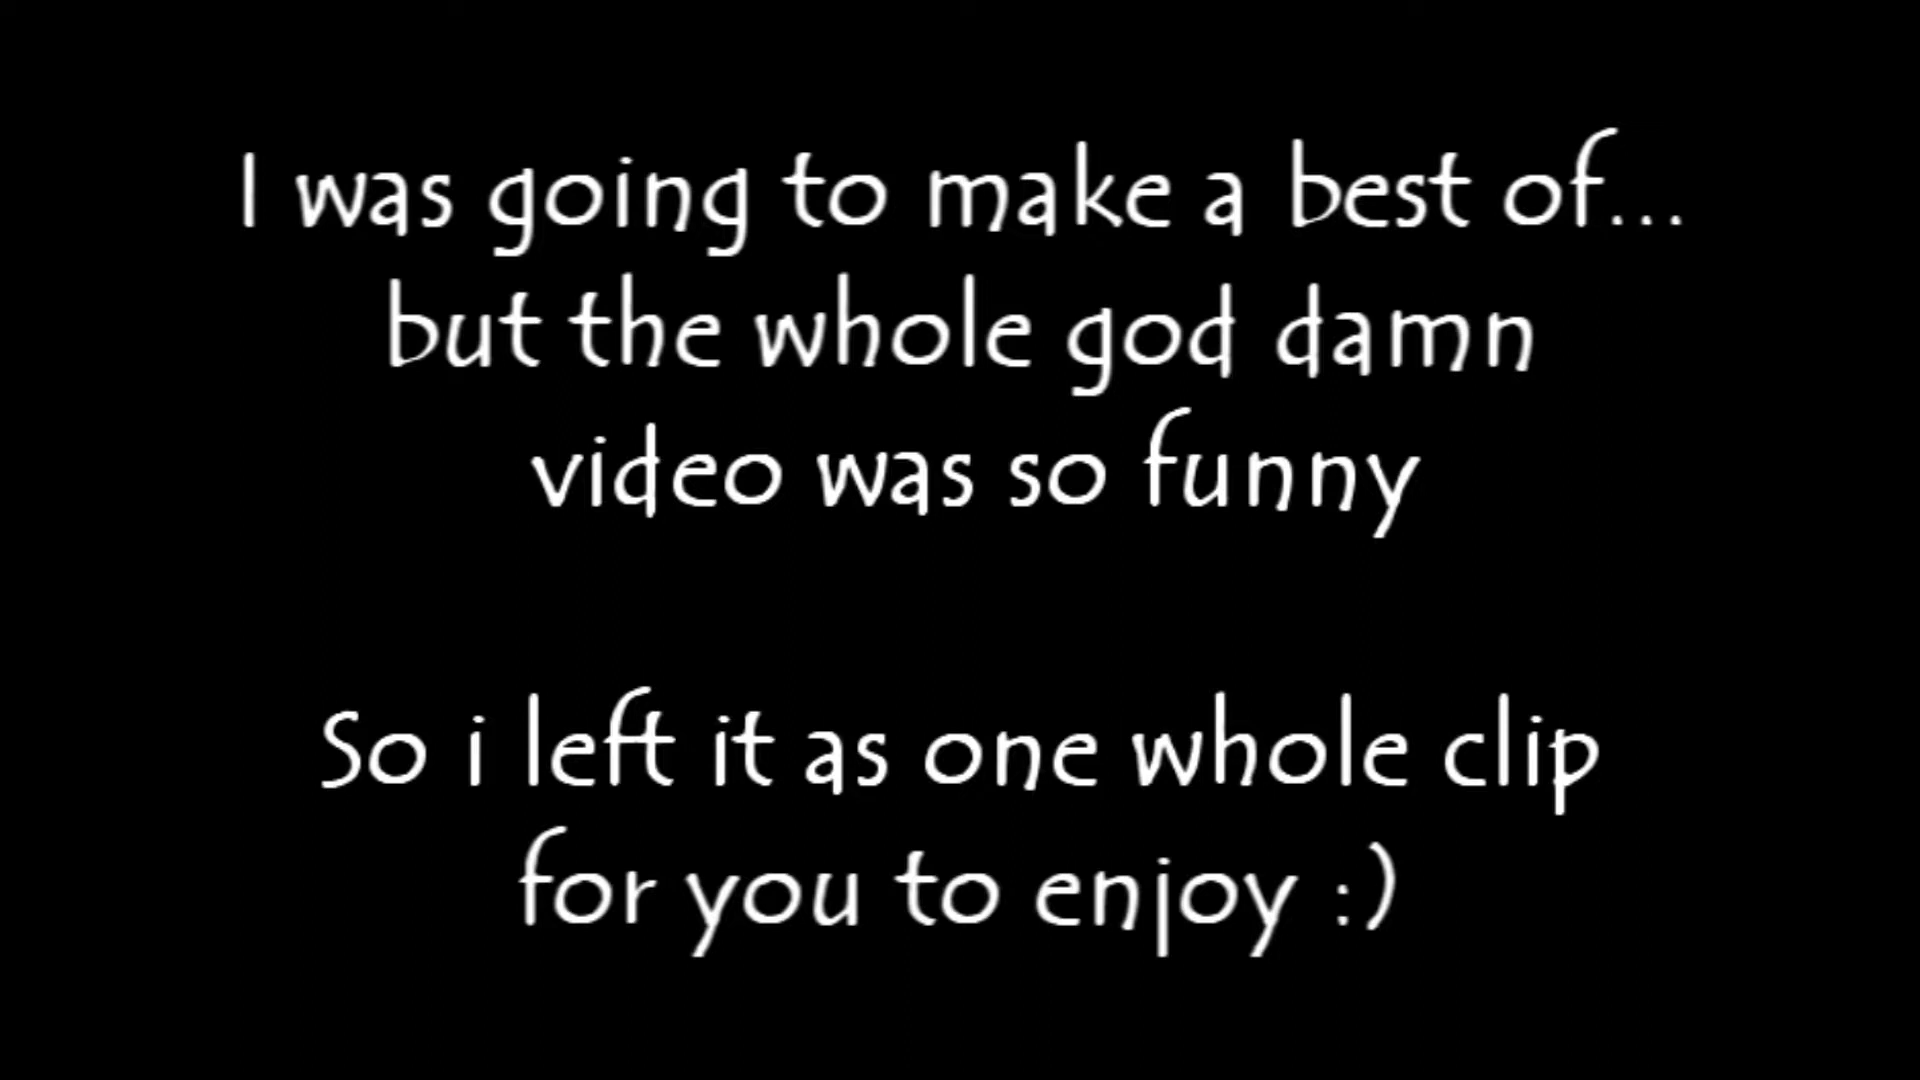 I was going to make a best of...
but the whole god damn
video was so funny
So i left it as one whole clip
for you to enjoy :)